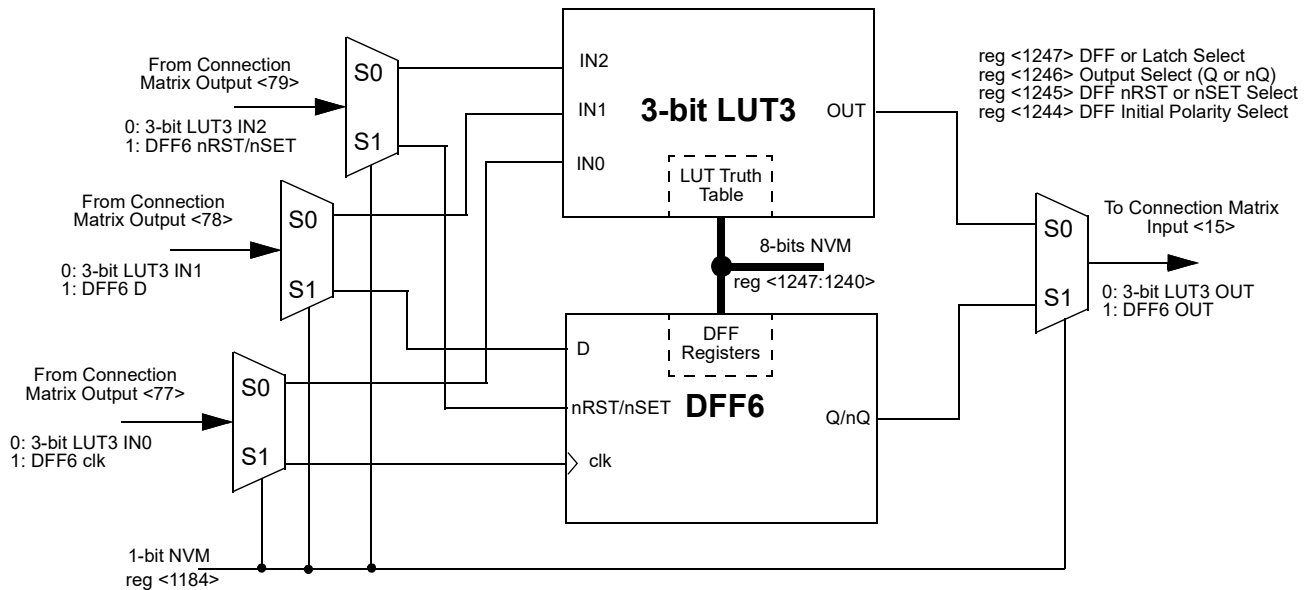 From Connection
Matrix Output <79>
0: 3-bit LUT3 IN2
1: DFF6 nRST/nSET
S0
S1
From Connection
Matrix Output <78>
0: 3-bit LUT3 IN1
1: DFF6 D
S0
S1
From Connection
Matrix Output <77>
0: 3-bit LUT3 IN0
1: DFF6 clk
S0
S1
1-bit NVM
reg <1184>
IN2
IN1
IN0
3-bit LUT3
OUT
LUT Truth
Table
8-bits NVM
reg <1247:1240>
DFF
Registers
D
nRST/nSET
clk
DFF6
Q/nQ
reg <1247> DFF or Latch Select
reg <1246> Output Select (Q or nQ)
reg <1245> DFF nRST or nSET Select
reg <1244> DFF Initial Polarity Select
S0
S1
To Connection Matrix
Input <15>
0: 3-bit LUT3 OUT
1: DFF6 OUT